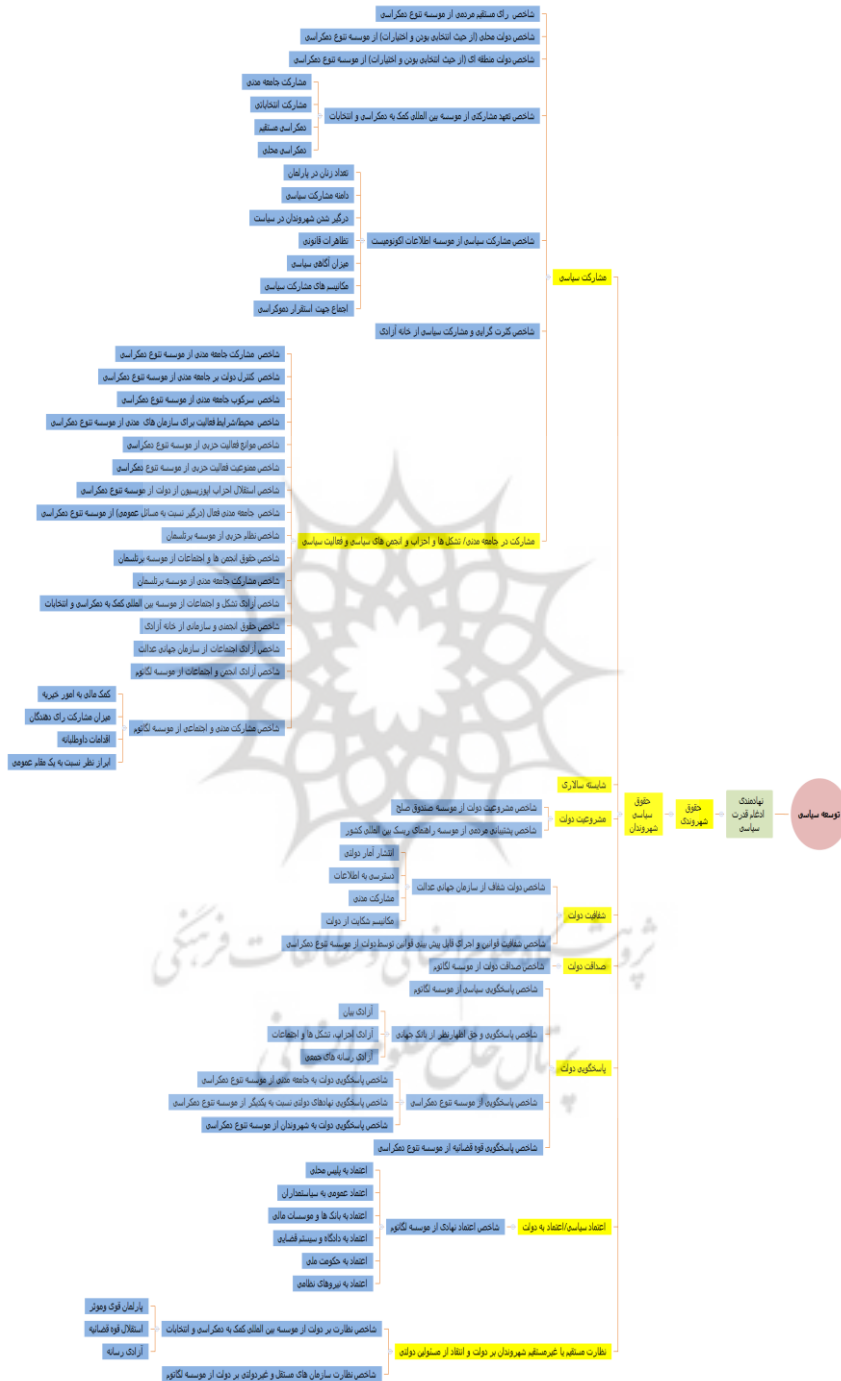 توسعه سیاسی
نهادمندی
ادغام قدرت
سیاسی
حقوق
شهروندی
حقوق
سیاسی
شهروندان
مشارکت سیاسی
شاخص رای مستقیم مردمی از موسسه تنوع دمکراسی
شاخص دولت محلی (از حیث انتخابی بودن و اختیارات) از موسسه تنوع دمکراسی
شاخص دولت منطقه ای (از حیث انتخابی بودن و اختیارات) از موسسه تنوع دمکراسی
شاخص تعهد مشارکتی از موسسه بین المللی کمک به دمکراسی و انتخابات
مشارکت جامعه مدنی
مشارکت انتخاباتی
دمکراسی مستقیم
دمکراسی محلی
شاخص مشارکت سیاسی از موسسه اطلاعات اکونومیست
تعداد زنان در پارلمان
دامنه مشارکت سیاسی
درگیر شدن شهروندان در سیاست
تظاهرات قانونی
میزان آگاهی سیاسی
مکانیسم های مشارکت سیاسی
اجماع جهت استقرار دموکراسی
شاخص کثرت گرایی و مشارکت سیاسی از خانه آزادی
مشارکت در جامعه مدنی/ تشکل ها و احزاب و انجمن های سیاسی و فعالیت سیاسی
شاخص مشارکت جامعه مدنی از موسسه تنوع دمکراسی
شاخص کنترل دولت بر جامعه مدنی از موسسه تنوع دمکراسی
شاخص سرکوب جامعه مدنی از موسسه تنوع دمکراسی
شاخص محیط/شرایط فعالیت برای سازمان های مدنی از موسسه تنوع دمکراسی
شاخص موانع فعالیت حزبی از موسسه تنوع دمکراسی
شاخص ممنوعیت فعالیت حزبی از موسسه تنوع دمکراسی
شاخص استقلال احزاب اپوزیسیون از دولت از موسسه تنوع دمکراسی
شاخص جامعه مدنی فعال (درگیر نسبت به مسائل عمومی) از موسسه تنوع دمکراسی
شاخص نظام حزبی از موسسه برتلسمان
شاخص حقوق انجمن ها و اجتماعات از موسسه برتلسمان
شاخص مشارکت جامعه مدنی از موسسه برتلسمان
شاخص آزادی تشکل و اجتماعات از موسسه بین المللی کمک به دمکراسی و انتخابات
شاخص حقوق انجمنی و سازمانی از خانه آزادی
شاخص آزادی اجتماعات از سازمان جهانی عدالت
شاخص آزادی انجمن و اجتماعات از موسسه لگاتوم
شاخص مشارکت مدنی و اجتماعی از موسسه لگاتوم
کمک مالی به امور خیریه
میزان مشارکت رای دهندگان
اقدامات داوطلبانه
ابراز نظر نسبت به یک مقام عمومی
شایسته سالاری
مشروعیت دولت
شاخص مشروعیت دولت از موسسه صندوق صلح
شاخص پشتیبانی مردمی از موسسه راهنمای ریسک بین المللی کشور
شفافیت دولت
شاخص دولت شفاف از سازمان جهانی عدالت
انتشار آمار دولتی
دسترسی به اطلاعات
مشارکت مدنی
مکانیسم شکایت از دولت
شاخص شفافیت قوانین و اجرای قابل پیش بینی قوانین توسط دولت از موسسه تنوع دمکراسی
صداقت دولت
شاخص صداقت دولت از موسسه لگاتوم
پاسخگویی دولت
شاخص پاسخگویی سیاسی از موسسه لگاتوم
شاخص پاسخگویی و حق اظهارنظر از بانک جهانی
آزادی بیان
آزادی احزاب، تشکل ها و اجتماعات
آزادی رسانه های جمعی
شاخص پاسخگویی از موسسه تنوع دمکراسی
شاخص پاسخگویی دولت به جامعه مدنی از موسسه تنوع دمکراسی
شاخص پاسخگویی نهادهای دولتی نسبت به یکدیگر از موسسه تنوع دمکراسی
شاخص پاسخگویی دولت به شهروندان از موسسه تنوع دمکراسی
شاخص پاسخگویی قوه قضائیه از موسسه تنوع دمکراسی
اعتماد سیاسی/اعتماد به دولت
شاخص اعتماد نهادی از موسسه لگاتوم
اعتماد به پلیس محلی
اعتماد عمومی به سیاستمداران
اعتماد به بانک ها و موسسات مالی
اعتماد به دادگاه و سیستم قضایی
اعتماد به حکومت ملی
اعتماد به نیروهای نظامی
نظارت مستقیم یا غیرمستقیم شهروندان بر دولت و انتقاد از مسئولین دولتی
شاخص نظارت بر دولت از موسسه بین المللی کمک به دمکراسی و انتخابات
پارلمان قوی وموثر
استقلال قوه قضائیه
آزادی رسانه
شاخص نظارت سازمان های مستقل و غیردولتی بر دولت از موسسه لگاتوم
پژوهشگاه علوم انسانی و مطالعات فرهنگی
پرتال جامع علوم انسانی